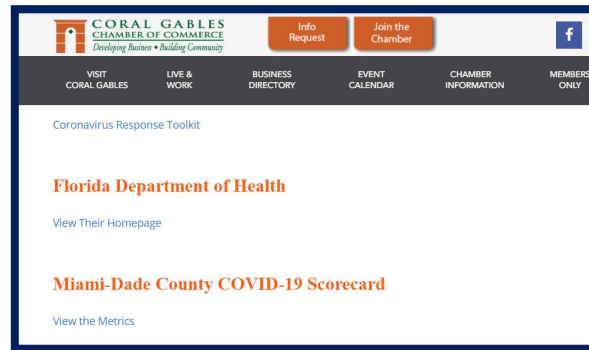 CORAL GABLES
CHAMBER OF COMMERCE
Developing Business • Building Community
Info
Request
Join the
Chamber
f
VISIT
CORAL GABLES
LIVE &
WORK
BUSINESS
DIRECTORY
EVENT
CALENDAR
CHAMBER
INFORMATION
MEMBERS
ONLY
Coronavirus Response Toolkit
Florida Department of Health
View Their Homepage
Miami-Dade County COVID-19 Scorecard
View the Metrics